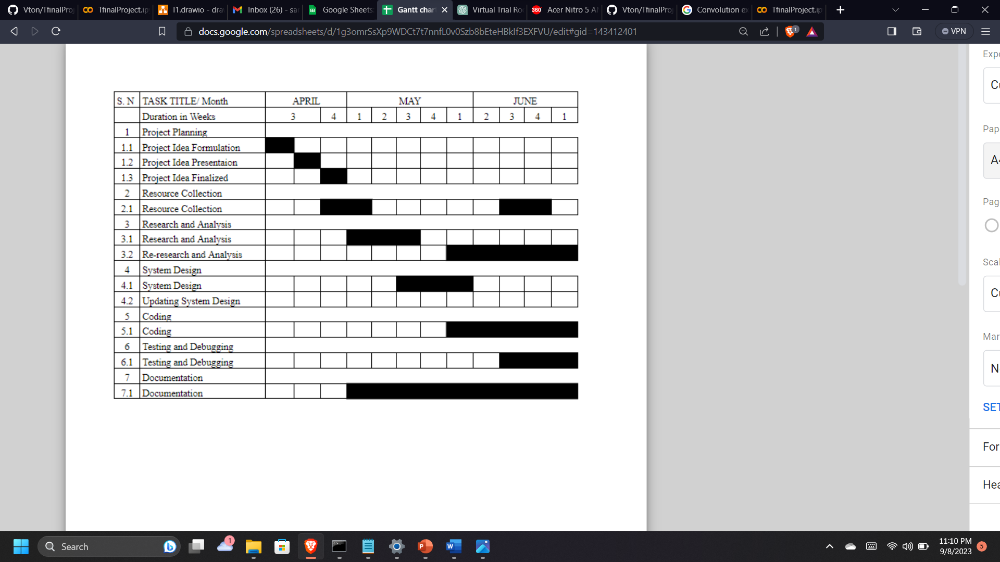 Vton/TfinalProj
TfinalProject.ip
l1.drawio - dra
Inbox (26) - sa
Google Sheets:
Gantt char
Virtual Trial Ro
360° Acer Nitro 5 A
Vton/TfinalProj
Convolution e
TfinalProject.ip
docs.google.com/spreadsheets/d/1g3omrSsXp9WDCt7t7nnfL0v0Szb8bEteHBkIf3EXFVU/edit#gid=143412401
1
VPN
S. N TASK TITLE/ Month APRIL MAY JUNE
Duration in Weeks 3 4 1 2 3 4 1 2 3 4 1
1 Project Planning
1.1 Project Idea Formulation
1.2 Project Idea Presentaion
1.3 Project Idea Finalized
2 Resource Collection
2.1 Resource Collection
3 Research and Analysis
3.1 Research and Analysis
3.2 Re-research and Analysis
4 System Design
4.1 System Design
4.2 Updating System Design
5 Coding
5.1 Coding
6 Testing and Debugging
6.1 Testing and Debugging
7 Documentation
7.1 Documentation
Expo
Cu
Pap
A4
Pag
Scal
Cu
Mar
N
SET
For
Hea
Search
1
11:10 PM
9/8/2023
5